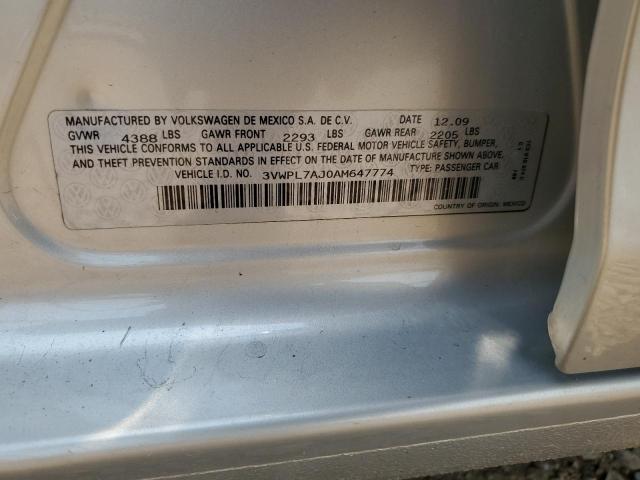 MANUFACTURED BY VOLKSWAGEN DE MEXICO S.A. DE C.V. DATE 12.09
GVWR 4388 LBS GAWR FRONT 2293 LBS GAWR REAR 2205 LBS
THIS VEHICLE CONFORMS TO ALL APPLICABLE U.S. FEDERAL MOTOR VEHICLE SAFETY, BUMPER,
AND THEFT PREVENTION STANDARDS IN EFFECT ON THE DATE OF MANUFACTURE SHOWN ABOVE.
VEHICLE I.D. NO. 3VWPL7AJ0AM647774 TYPE: PASSENGER CAR
COUNTRY OF ORIGIN: MEXICO